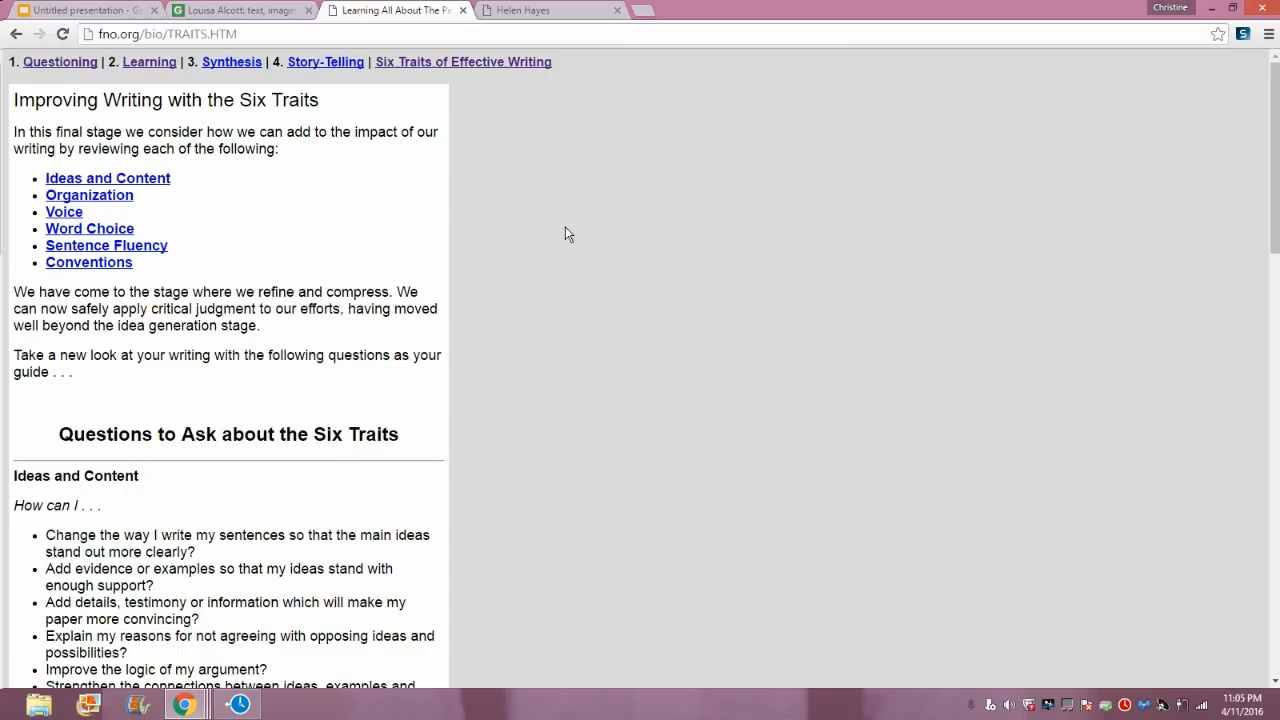 Untitled presentation - G
Louisa Alcott: text, image
Learning All About The Pe
Helen Hayes
Christine
fno.org/bio/TRAITS.HTM
1. Questioning | 2. Learning | 3. Synthesis | 4. Story-Telling | Six Traits of Effective Writing
Improving Writing with the Six Traits
In this final stage we consider how we can add to the impact of our
writing by reviewing each of the following:
Ideas and Content
Organization
Voice
Word Choice
Sentence Fluency
Conventions
We have come to the stage where we refine and compress. We
can now safely apply critical judgment to our efforts, having moved
well beyond the idea generation stage.
Take a new look at your writing with the following questions as your
guide . . .
Questions to Ask about the Six Traits
Ideas and Content
How can I . . .
Change the way I write my sentences so that the main ideas
stand out more clearly?
Add evidence or examples so that my ideas stand with
enough support?
Add details, testimony or information which will make my
paper more convincing?
Explain my reasons for not agreeing with opposing ideas and
possibilities?
Improve the logic of my argument?
Strengthen the connections between ideas, examples and
11:05 PM
4/11/2016